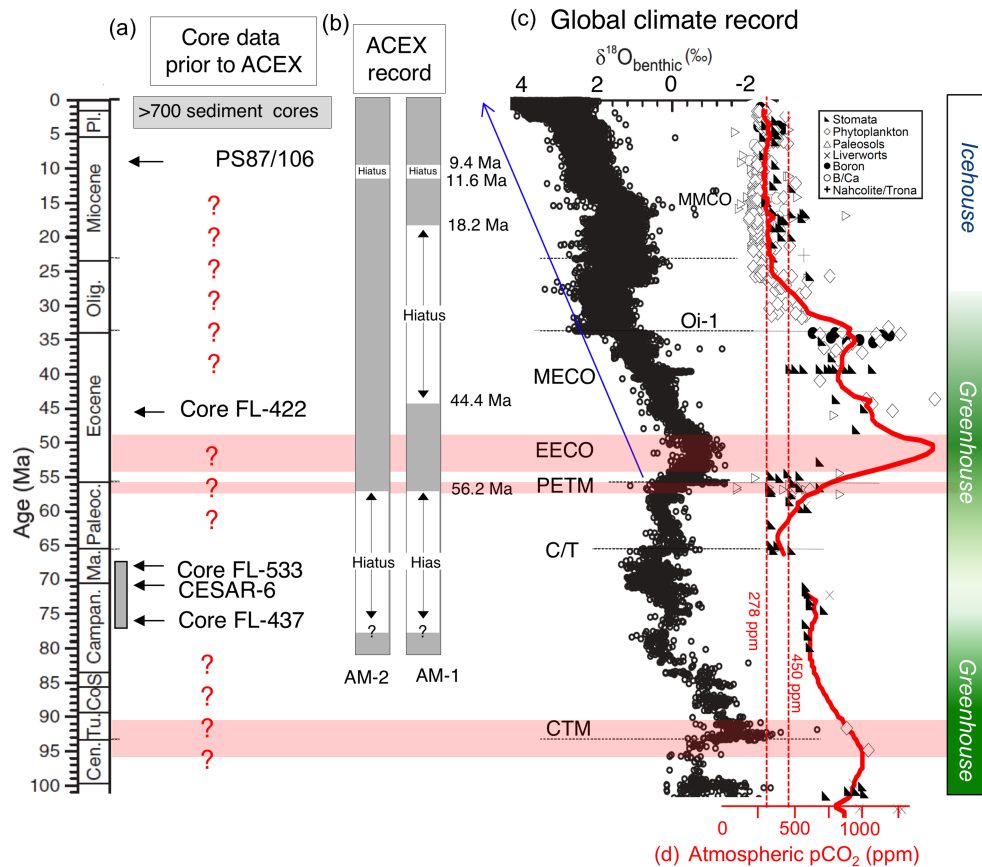 (a)
Core data
prior to ACEX
(b)
ACEX
record
(c) Global climate record
δ18Obenthic (‰)
4 2 0 -2
>700 sediment cores
PS87/106
?
?
?
?
?
?
Core FL-422
?
?
?
Core FL-533
CESAR-6
Core FL-437
?
?
?
?
Age (Ma)
0
5
10
15
20
25
30
35
40
45
50
55
60
65
70
75
80
85
90
95
100
Pl.
Miocene
Olig.
Eocene
Paleoc.
Ma.
Campan.
S
Co
Tu.
Cen.
Hiatus Hiatus
Hiatus
Hiatus Hias
? ?
AM-2 AM-1
9.4 Ma
11.6 Ma
18.2 Ma
44.4 Ma
56.2 Ma
MMCO
Oi-1
MECO
EECO
PETM
C/T
CTM
278 ppm
450 ppm
Stomata
Phytoplankton
Paleosols
Liverworts
Boron
B/Ca
Nahcolite/Trona
Icehouse
Greenhouse
Greenhouse
0 500 1000
(d) Atmospheric pCO2 (ppm)